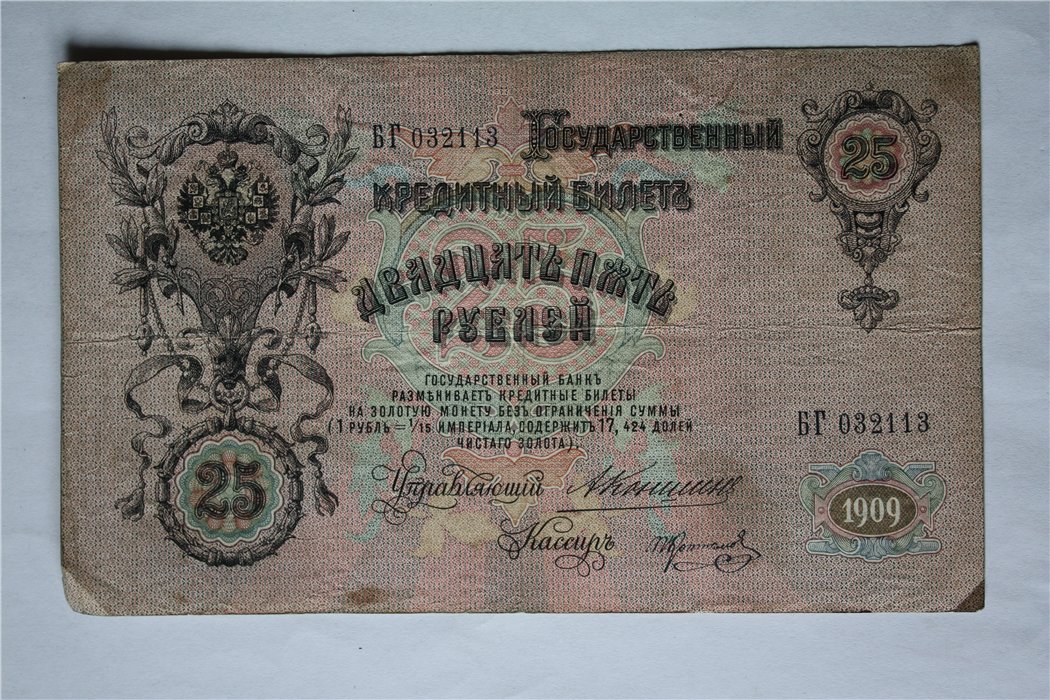 БГ 032113 Государственный
25
Кредитный Билетъ
Двадцать пять
рублей
25
ГОСУДАРСТВЕННЫЙ БАНКЪ
РАЗМѢНИВАЕТЪ КРЕДИТНЫЕ БИЛЕТЫ
НА ЗОЛОТУЮ МОНЕТУ БЕЗЪ ОГРАНИЧЕНІЯ СУММЫ
(1 РУБЛЬ = 1/15 ИМПЕРІАЛА, СОДЕРЖИТЪ 17, 424 ДОЛЕЙ
ЧИСТАГО ЗОЛОТА).
БГ 032113
25
Управляющій
1909
Кассиръ